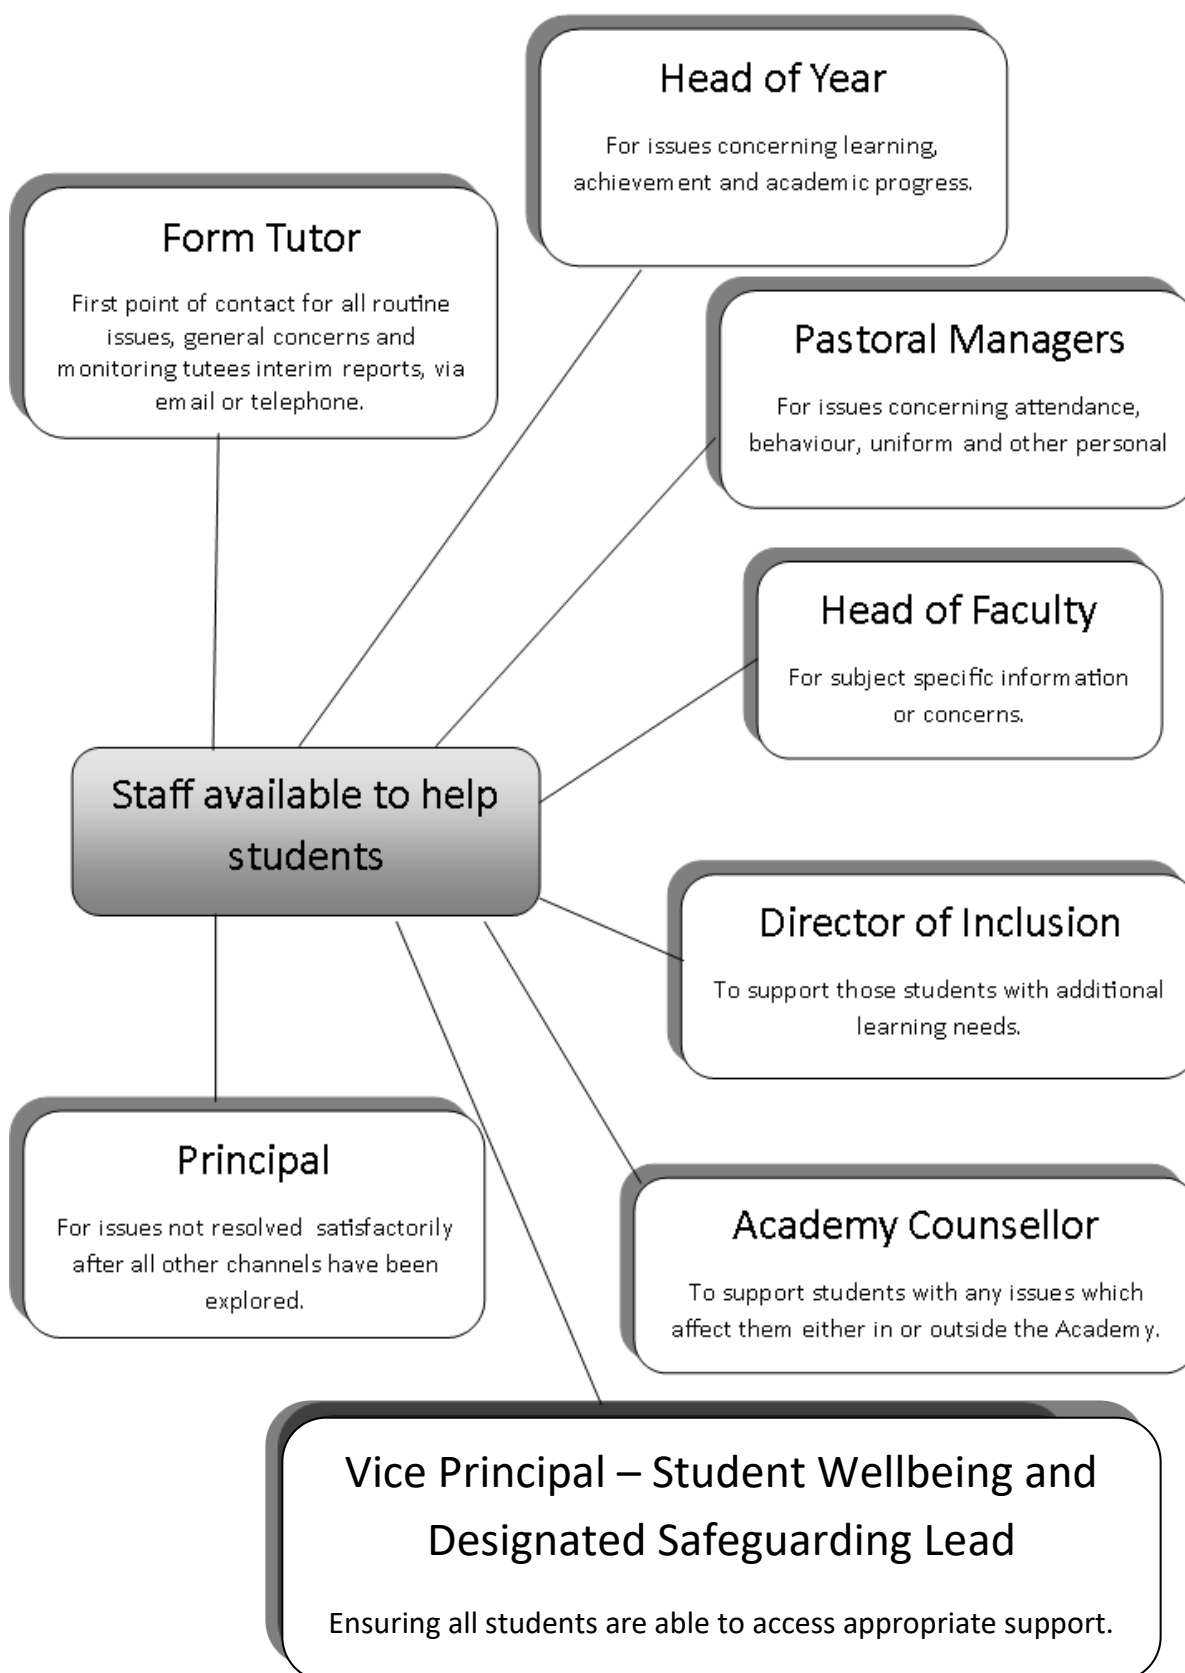 Head of Year
For issues concerning learning,
achievement and academic progress.
Form Tutor
First point of contact for all routine
issues, general concerns and
monitoring tutees interim reports, via
email or telephone.
Pastoral Managers
For issues concerning attendance,
behaviour, uniform and other personal
Head of Faculty
For subject specific information
or concerns.
Staff available to help
students
Director of Inclusion
To support those students with additional
learning needs.
Principal
For issues not resolved satisfactorily
after all other channels have been
explored.
Academy Counsellor
To support students with any issues which
affect them either in or outside the Academy.
Vice Principal – Student Wellbeing and
Designated Safeguarding Lead
Ensuring all students are able to access appropriate support.